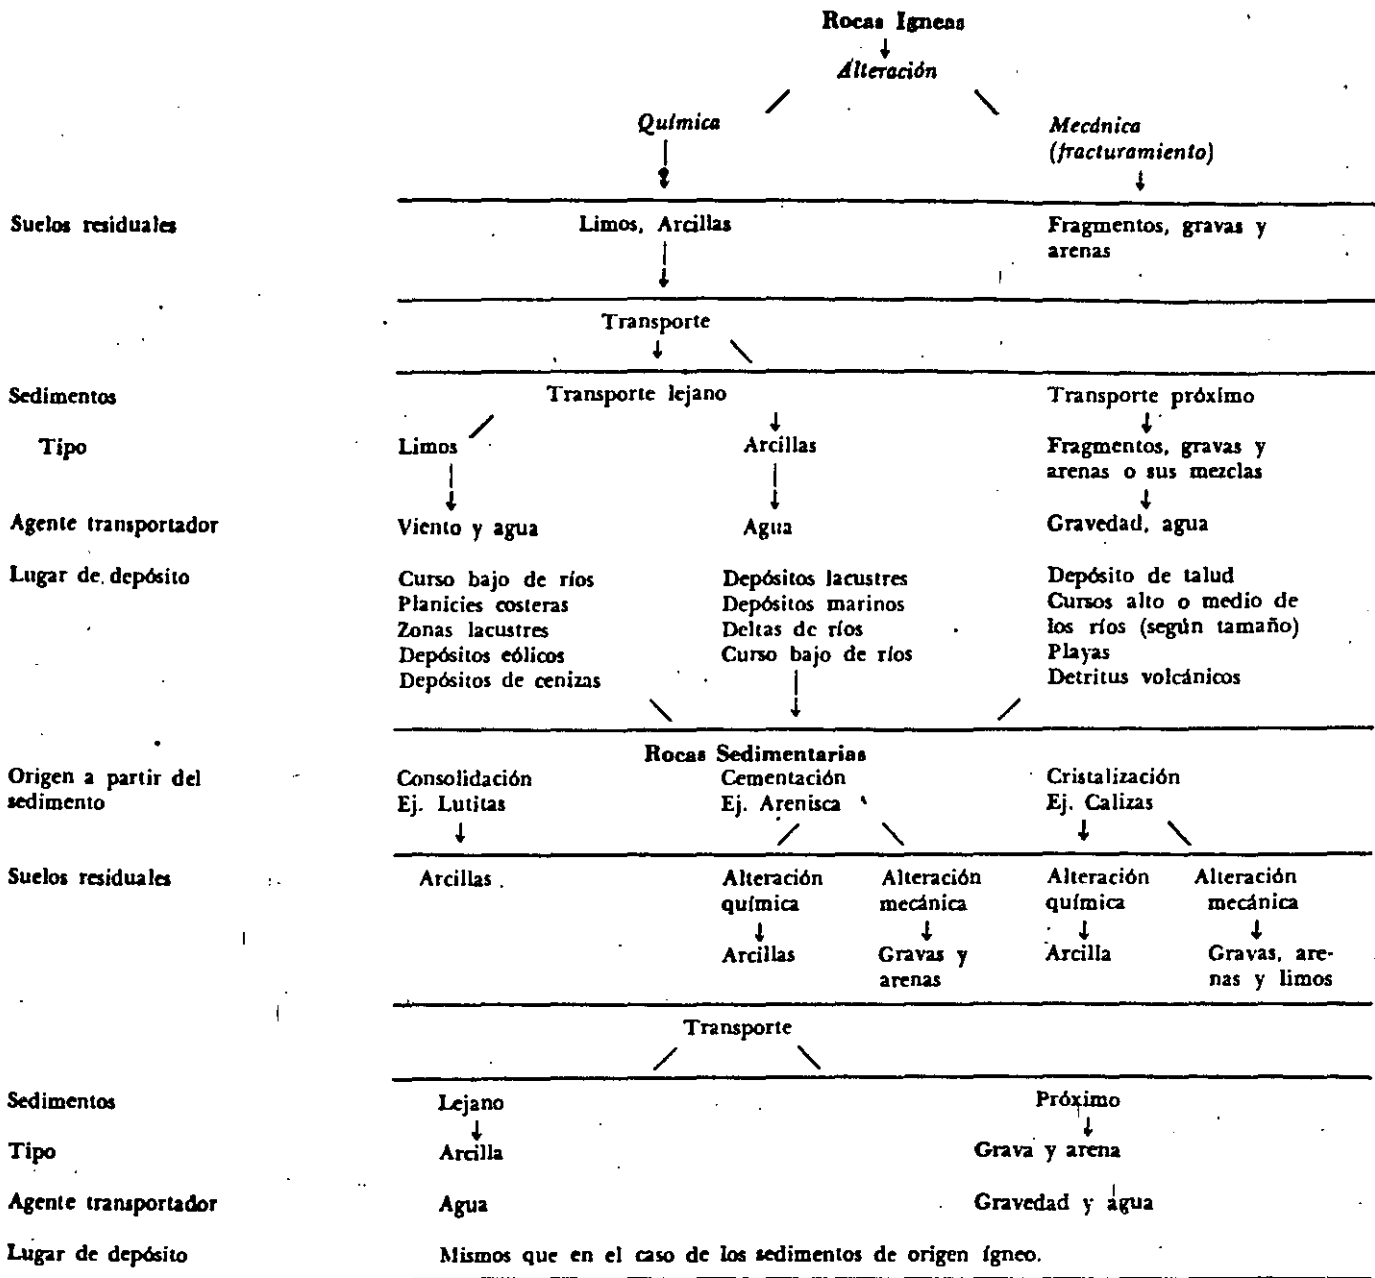 Rocas Igneas
Alteración
Química
Mecánica
(fracturamiento)
Suelos residuales
Limos, Arcillas
Fragmentos, gravas y
arenas
Transporte
Sedimentos
Transporte lejano
Transporte próximo
Tipo
Limos
Arcillas
Fragmentos, gravas y
arenas o sus mezclas
Agente transportador
Viento y agua
Agua
Gravedad, agua
Lugar de depósito
Curso bajo de ríos
Planicies costeras
Zonas lacustres
Depósitos eólicos
Depósitos de cenizas
Depósitos lacustres
Depósitos marinos
Deltas de ríos
Curso bajo de ríos
Depósito de talud
Cursos alto o medio de
los ríos (según tamaño)
Playas
Detritus volcánicos
Rocas Sedimentarias
Origen a partir del
sedimento
Consolidación
Ej. Lutitas
Cementación
Ej. Arenisca
Cristalización
Ej. Calizas
Suelos residuales
Arcillas
Alteración
química
Arcillas
Alteración
mecánica
Gravas y
arenas
Alteración
química
Arcilla
Alteración
mecánica
Gravas, are-
nas y limos
Transporte
Sedimentos
Lejano
Próximo
Tipo
Arcilla
Grava y arena
Agente transportador
Agua
Gravedad y agua
Lugar de depósito
Mismos que en el caso de los sedimentos de origen ígneo.